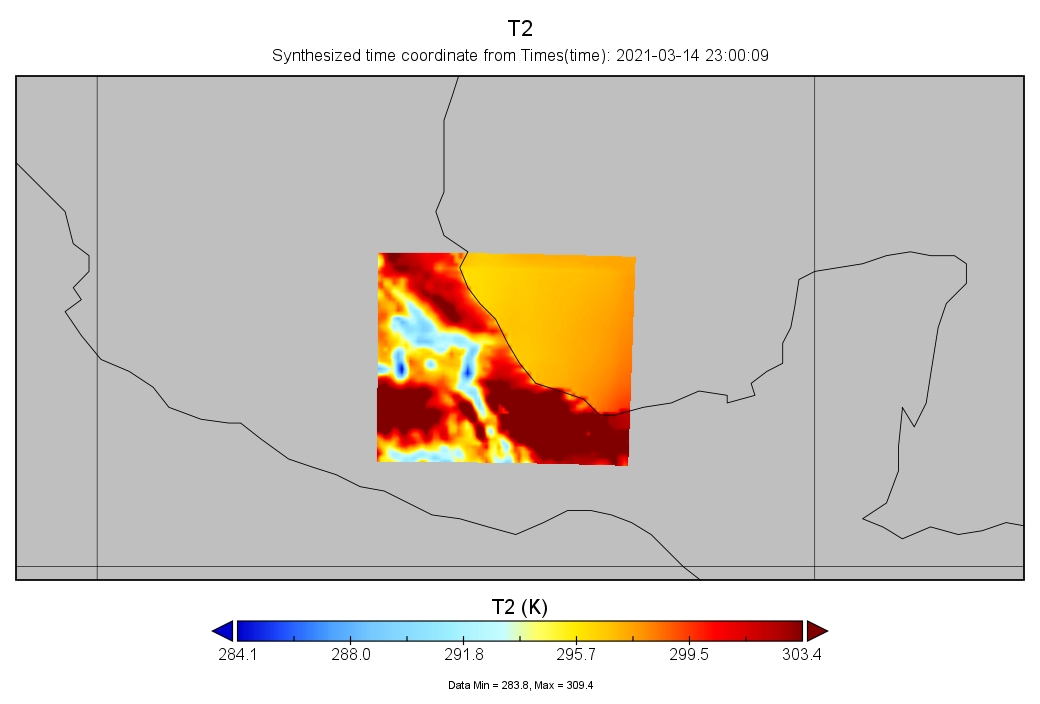 T2
Synthesized time coordinate from Times(time): 2021-03-14 23:00:09
T2 (K)
284.1 288.0 291.8 295.7 299.5 303.4
Data Min = 283.8, Max = 309.4